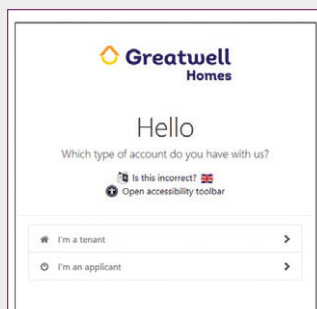 Greatwell
Homes
Hello
Which type of account do you have with us?
Is this incorrect?
Open accessibility toolbar
I'm a tenant
I'm an applicant